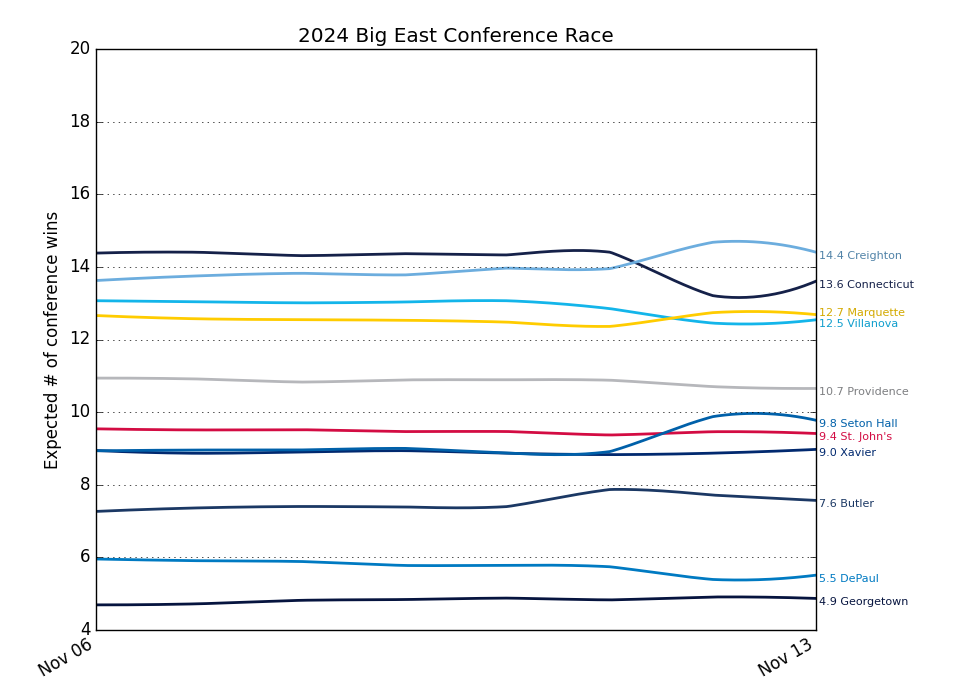 2024 Big East Conference Race
Expected # of conference wins
20
18
16
14
12
10
8
6
4
14.4 Creighton
13.6 Connecticut
12.7 Marquette
12.5 Villanova
10.7 Providence
9.8 Seton Hall
9.4 St. John's
9.0 Xavier
7.6 Butler
5.5 DePaul
4.9 Georgetown
Nov 06
Nov 13